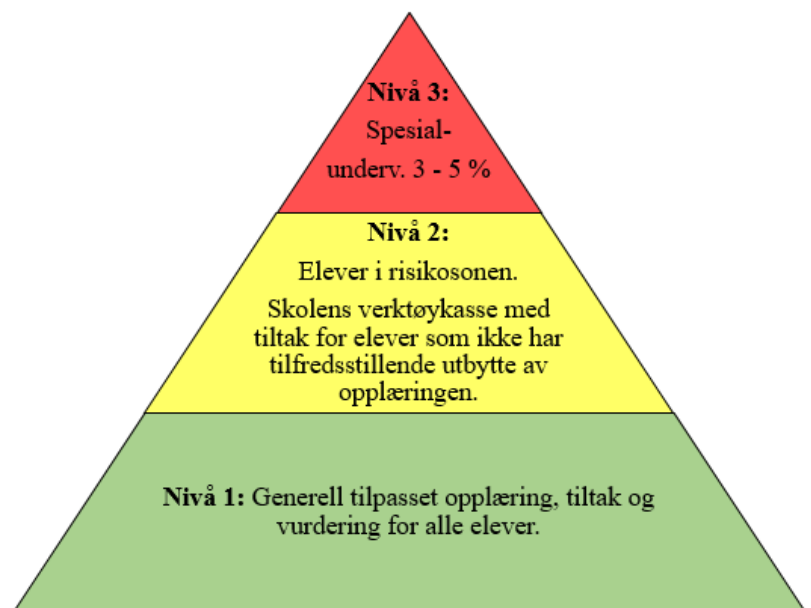 Nivå 3:
Spesial-
underv. 3 - 5 %
Nivå 2:
Elever i risikosonen.
Skolens verktøykasse med
tiltak for elever som ikke har
tilfredsstillende utbytte av
opplæringen.
Nivå 1: Generell tilpasset opplæring, tiltak og
vurdering for alle elever.